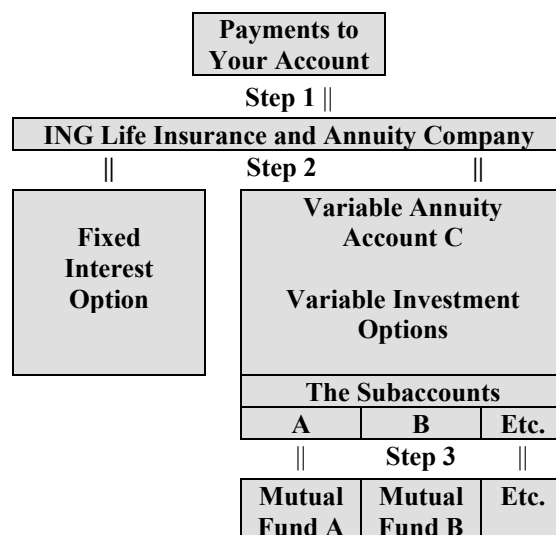 Payments to
Your Account
Step 1 ||
ING Life Insurance and Annuity Company
|| Step 2 ||
Fixed
Interest
Option
Variable Annuity
Account C
Variable Investment
Options
The Subaccounts
A B Etc.
|| Step 3 ||
Mutual Mutual Etc.
Fund A Fund B